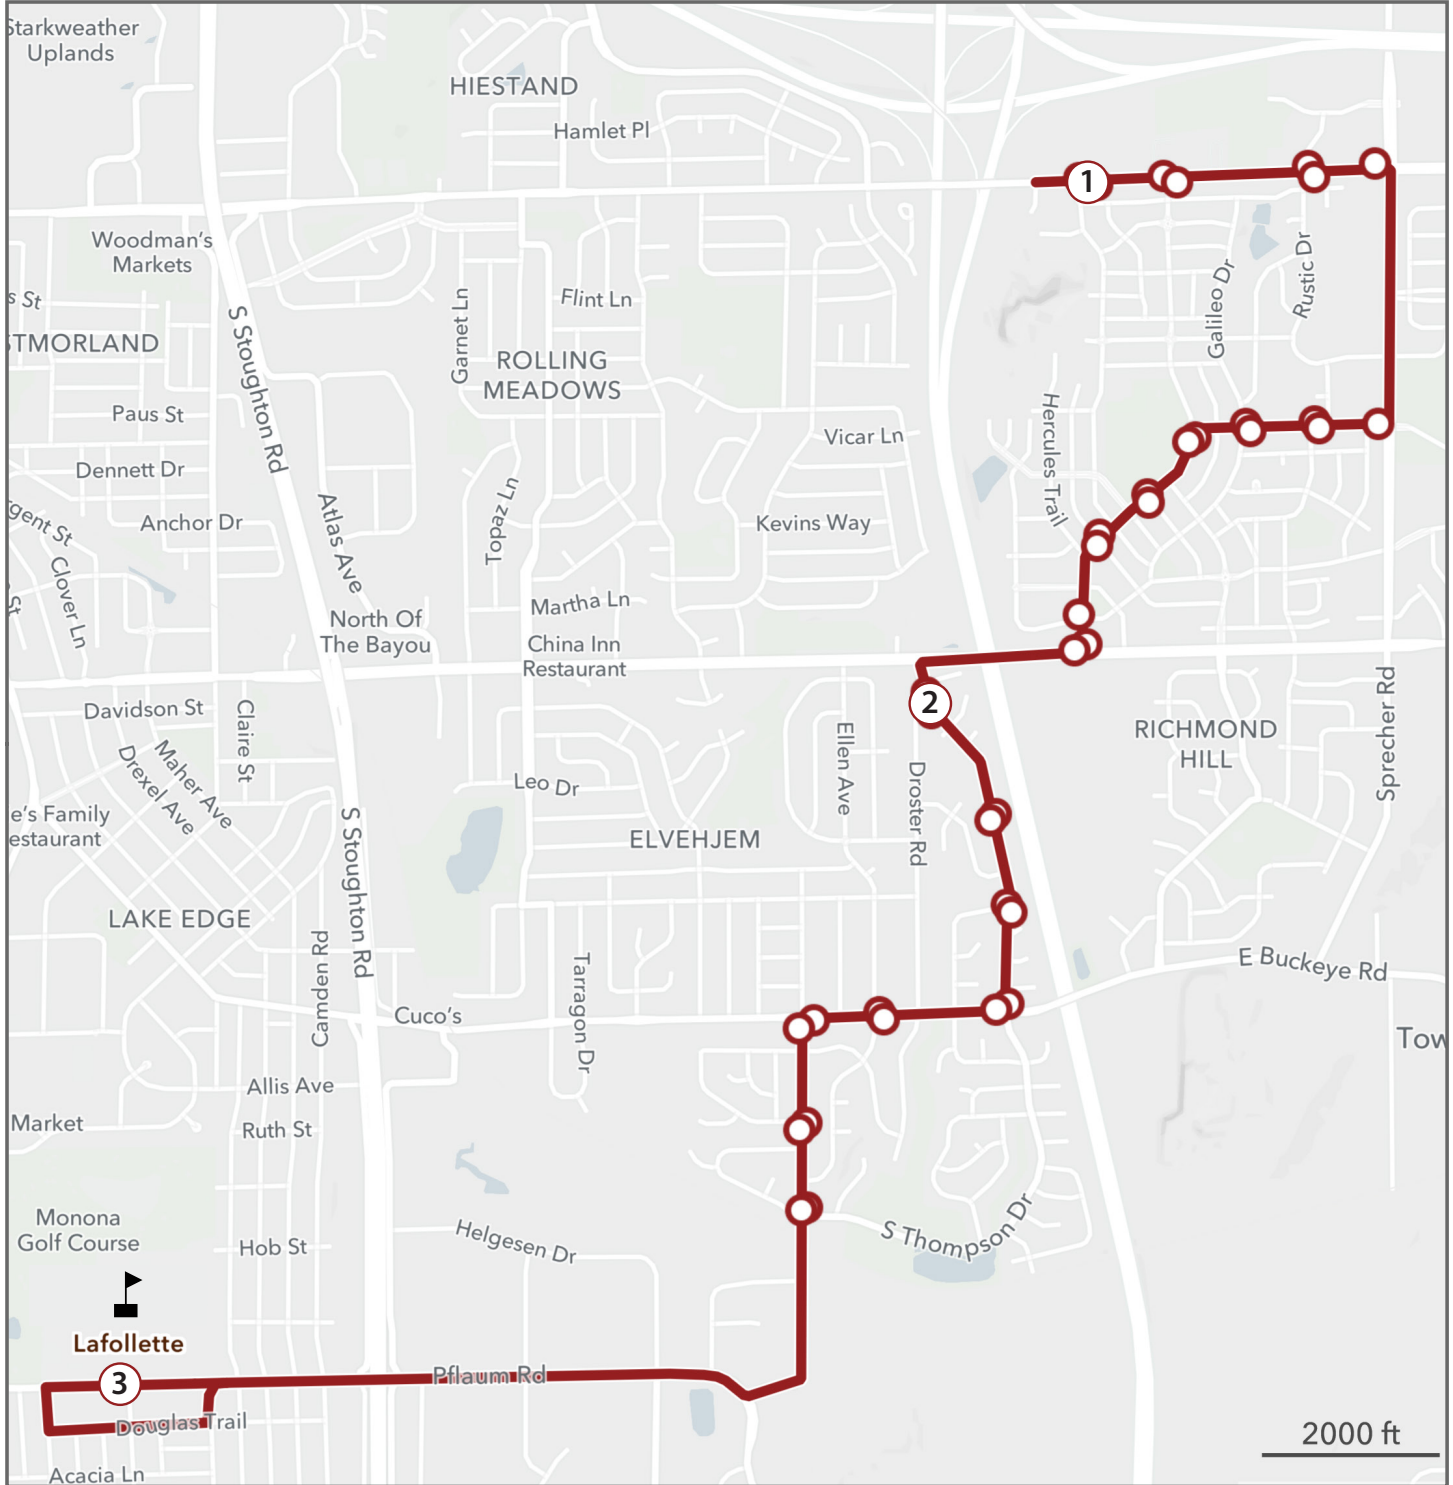 Starkweather
Uplands
HIESTAND
Hamlet Pl
1
Woodman's
Markets
s St
Garnet Ln
Flint Ln
Galileo Dr
Rustic Dr
S Stoughton Rd
STMORLAND
ROLLING
MEADOWS
Paus St
Hercules Trail
Vicar Ln
Dennett Dr
Topaz Ln
Atlas Ave
gent St
Anchor Dr
Kevins Way
Clover Ln
St
Martha Ln
North Of
The Bayou
China Inn
Restaurant
Sprecher Rd
Davidson St
Claire St
2
Ellen Ave
RICHMOND
HILL
Maher Ave
Drexel Ave
Leo Dr
Droster Rd
e's Family
estaurant
S Stoughton Rd
ELVEHJEM
LAKE EDGE
Camden Rd
Tarragon Dr
E Buckeye Rd
Cuco's
Tow
Allis Ave
Market
Ruth St
Monona
Golf Course
Hob St
Helgesen Dr
S Thompson Dr
Lafollette
3
Pflaum Rd
Douglas Trail
2000 ft
Acacia Ln